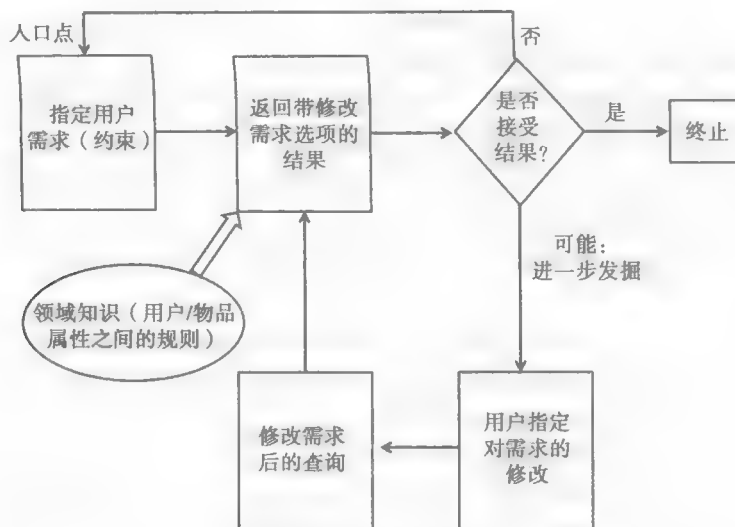 人口点
否
指定用户
需求（约束）
返回带修改
需求选项的
结果
是否
接受
结果？
是
终止
可能：
进一步发掘
领域知识（用户/物品
属性之间的规则）
修改需求
后的查询
用户指定
对需求的
修改